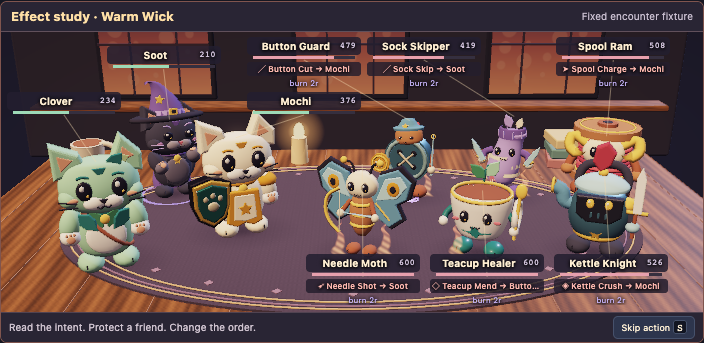 Effect study · Warm Wick
Fixed encounter fixture
Soot 210
Button Guard 479
Button Cut → Mochi
burn 2r
Sock Skipper 419
Sock Skip → Soot
burn 2r
Spool Ram 508
Spool Charge → Mochi
burn 2r
Clover 234
Mochi 376
Needle Moth 600
Needle Shot → Soot
burn 2r
Teacup Healer 600
Teacup Mend → Butto...
burn 2r
Kettle Knight 526
Kettle Crush → Mochi
burn 2r
Read the intent. Protect a friend. Change the order.
Skip action S